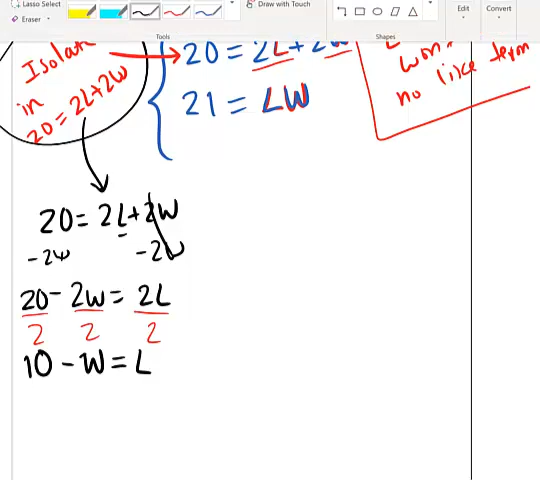 Lasso Select
Eraser
Draw with Touch
Edit
Convert
Tools
Shapes
Isolate
in
20 = 2L+2W
20 = 2L+2W
21 = LW
won.
no like term
20 = 2L+2W
-2W -2W
20 - 2W = 2L
2 2 2
10 - W = L